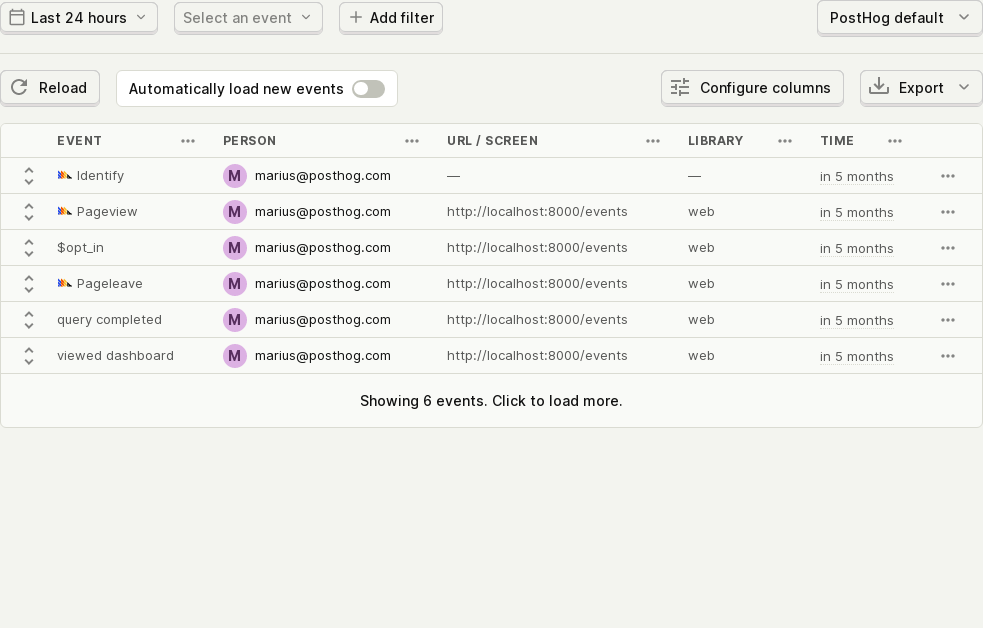 Last 24 hours Select an event Add filter PostHog default
Reload Automatically load new events Configure columns Export
EVENT PERSON URL / SCREEN LIBRARY TIME
Identify M marius@posthog.com — — in 5 months
Pageview M marius@posthog.com http://localhost:8000/events web in 5 months
$opt_in M marius@posthog.com http://localhost:8000/events web in 5 months
Pageleave M marius@posthog.com http://localhost:8000/events web in 5 months
query completed M marius@posthog.com http://localhost:8000/events web in 5 months
viewed dashboard M marius@posthog.com http://localhost:8000/events web in 5 months
Showing 6 events. Click to load more.